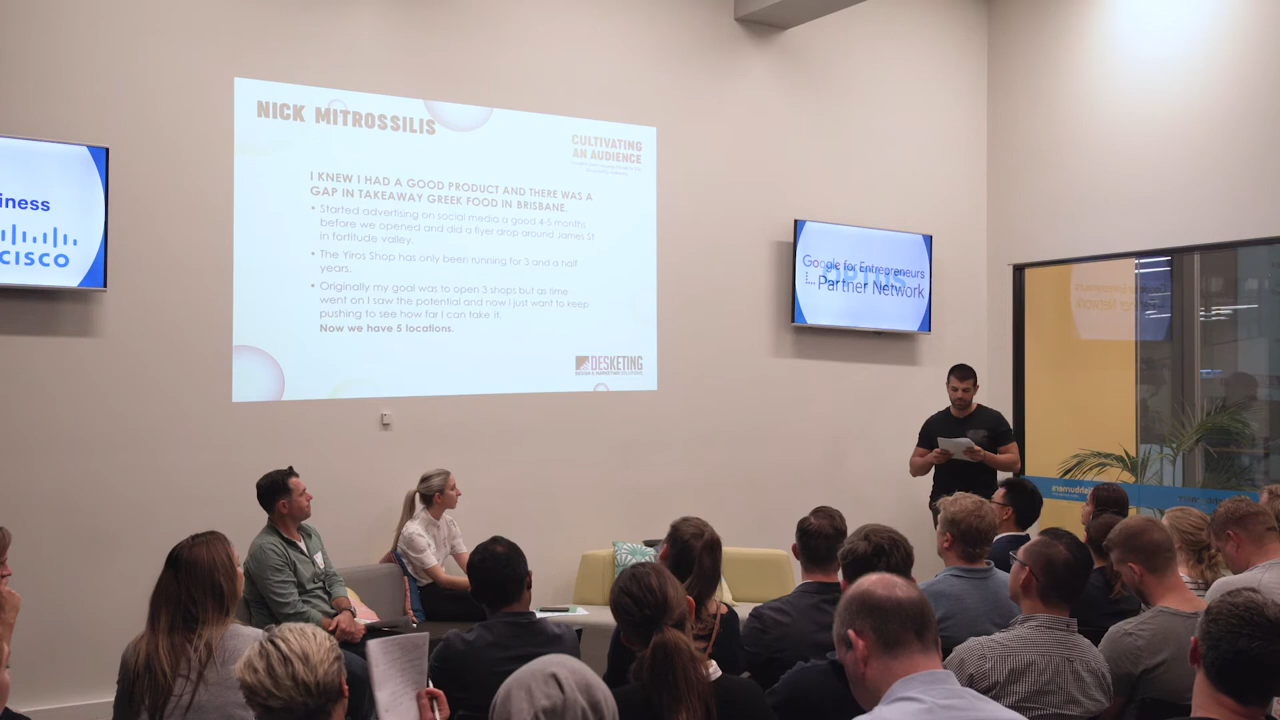 NICK MITROSSILIS
CULTIVATING
AN AUDIENCE
I KNEW I HAD A GOOD PRODUCT AND THERE WAS A
GAP IN TAKEAWAY GREEK FOOD IN BRISBANE.
• Started advertising on social media a good 4-5 months
before we opened and did a flyer drop around James St
in fortitude valley.
• The Yiros Shop has only been running for 3 and a half
years.
• Originally my goal was to open 3 shops but as time
went on I saw the potential and now I just want to keep
pushing to see how far I can take it.
Now we have 5 locations.
DESKETING
DESIGN & MARKETING SOLUTIONS
iness
CISCO
Google for Entrepreneurs
Partner Network
OPTUS